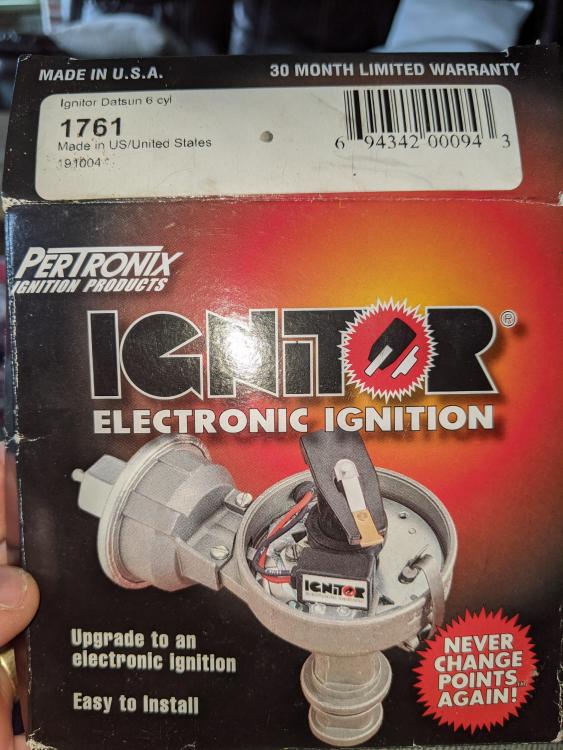 MADE IN U.S.A. 30 MONTH LIMITED WARRANTY
Ignitor Datsun 6 cyl
1761
Made in US/United States
191004
6 94342 00094 3
PERTRONIX
IGNITION PRODUCTS
IGNITOR®
ELECTRONIC IGNITION
IGNITOR
Upgrade to an
electronic ignition
Easy to Install
NEVER
CHANGE
POINTS
AGAIN!